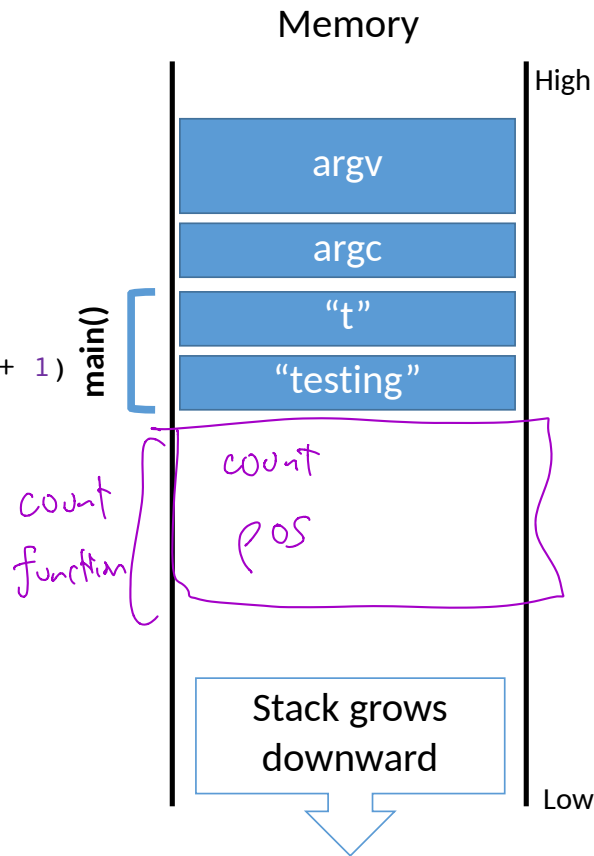 Memory
High
argv
argc
“t”
+ 1)
main()
“testing”
count
pos
count
function
Stack grows
downward
Low